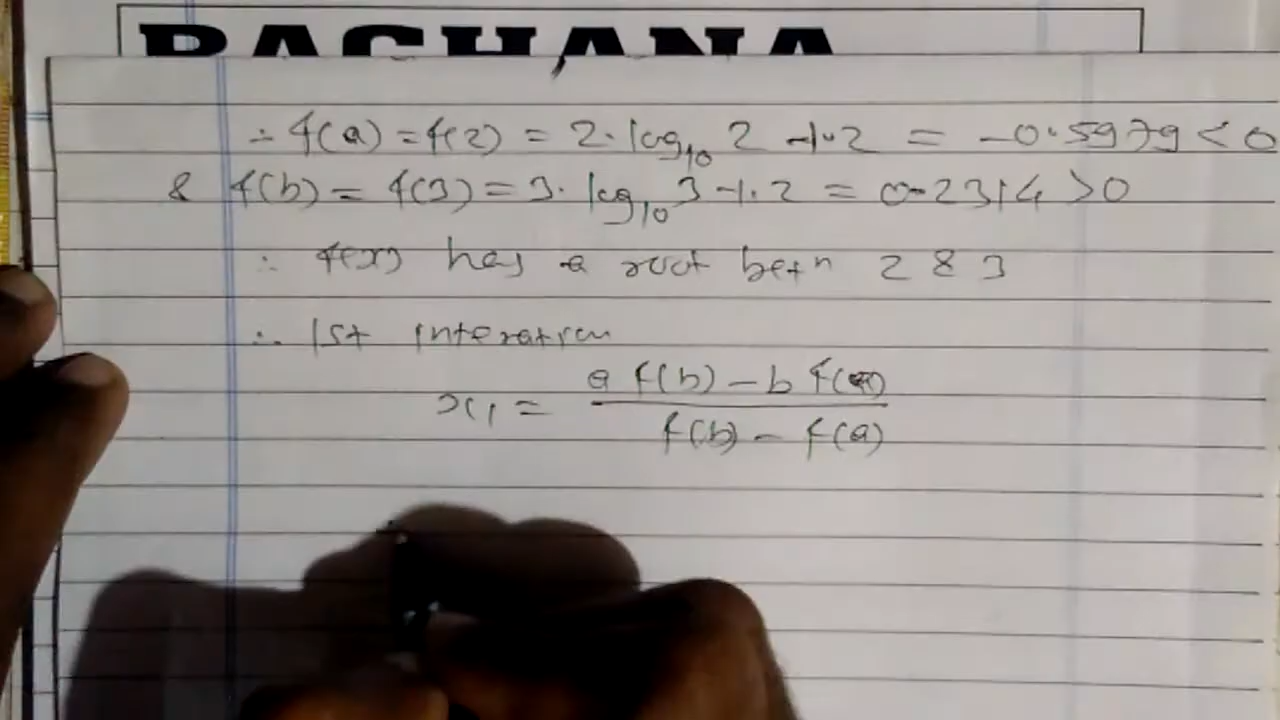 RACHANA
∴ f(a) = f(2) = 2. log₁₀ 2 -1.2 = -0.5979 < 0
& f(b) = f(3) = 3. log₁₀ 3 -1.2 = 0.2314 > 0
∴ f(x) has a root betn 2 & 3
∴ 1st interation
x₁ = a f(b) - b f(a) / f(b) - f(a)